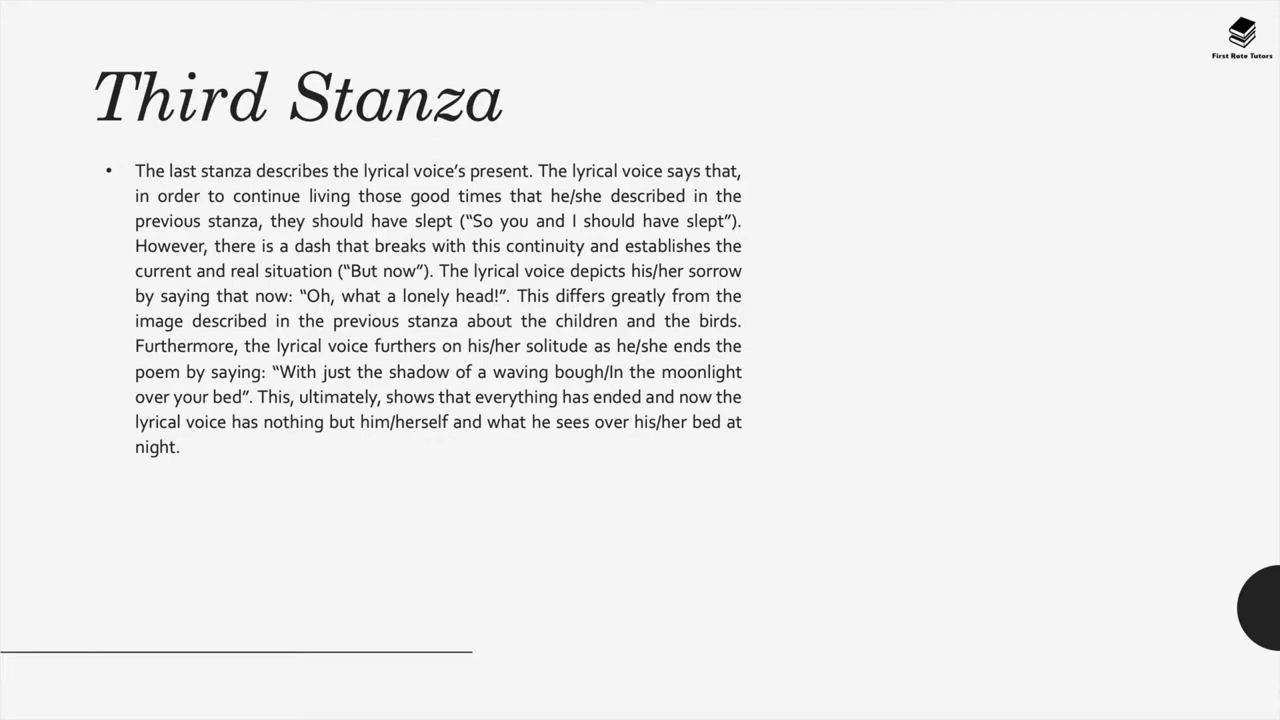 First Rate Tutors
Third Stanza
• The last stanza describes the lyrical voice’s present. The lyrical voice says that,
in order to continue living those good times that he/she described in the
previous stanza, they should have slept (“So you and I should have slept”).
However, there is a dash that breaks with this continuity and establishes the
current and real situation (“But now”). The lyrical voice depicts his/her sorrow
by saying that now: “Oh, what a lonely head!”. This differs greatly from the
image described in the previous stanza about the children and the birds.
Furthermore, the lyrical voice furthers on his/her solitude as he/she ends the
poem by saying: “With just the shadow of a waving bough/In the moonlight
over your bed”. This, ultimately, shows that everything has ended and now the
lyrical voice has nothing but him/herself and what he sees over his/her bed at
night.